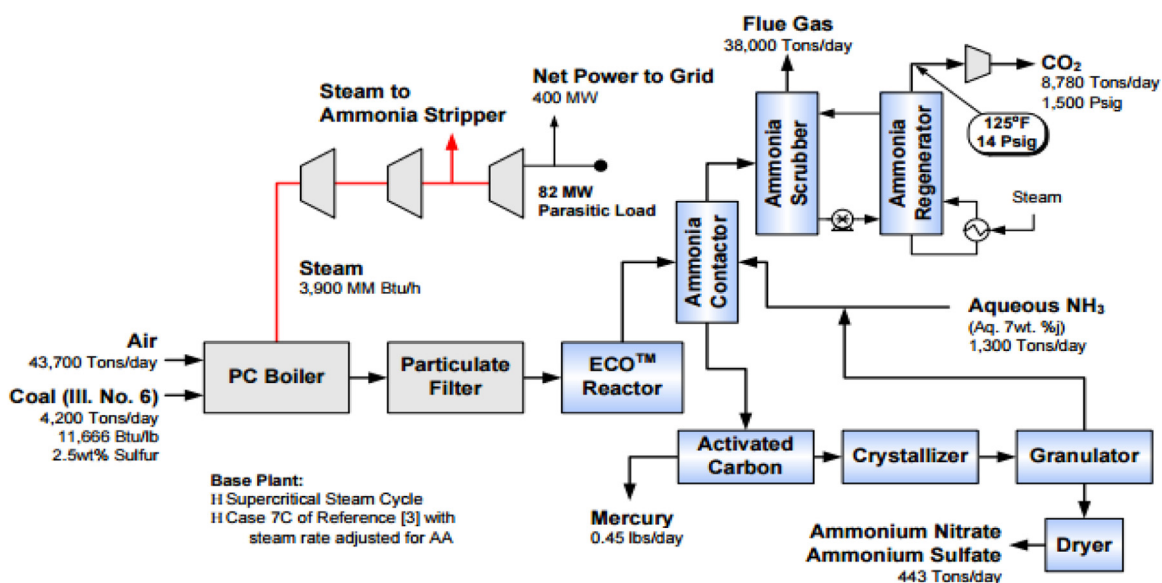 Flue Gas
38,000 Tons/day
CO₂
8,780 Tons/day
1,500 Psig
Net Power to Grid
400 MW
Steam to
Ammonia Stripper
125°F
14 Psig
Ammonia
Scrubber
Ammonia
Regenerator
82 MW
Parasitic Load
Steam
Ammonia
Contactor
Steam
3,900 MM Btu/h
Aqueous NH₃
(Aq. 7wt. %j)
1,300 Tons/day
Air
43,700 Tons/day
PC Boiler
Particulate
Filter
ECO™
Reactor
Coal (Ill. No. 6)
4,200 Tons/day
11,666 Btu/lb
2.5wt% Sulfur
Activated
Carbon
Crystallizer
Granulator
Base Plant:
H Supercritical Steam Cycle
H Case 7C of Reference [3] with
steam rate adjusted for AA
Mercury
0.45 lbs/day
Ammonium Nitrate
Ammonium Sulfate
443 Tons/day
Dryer